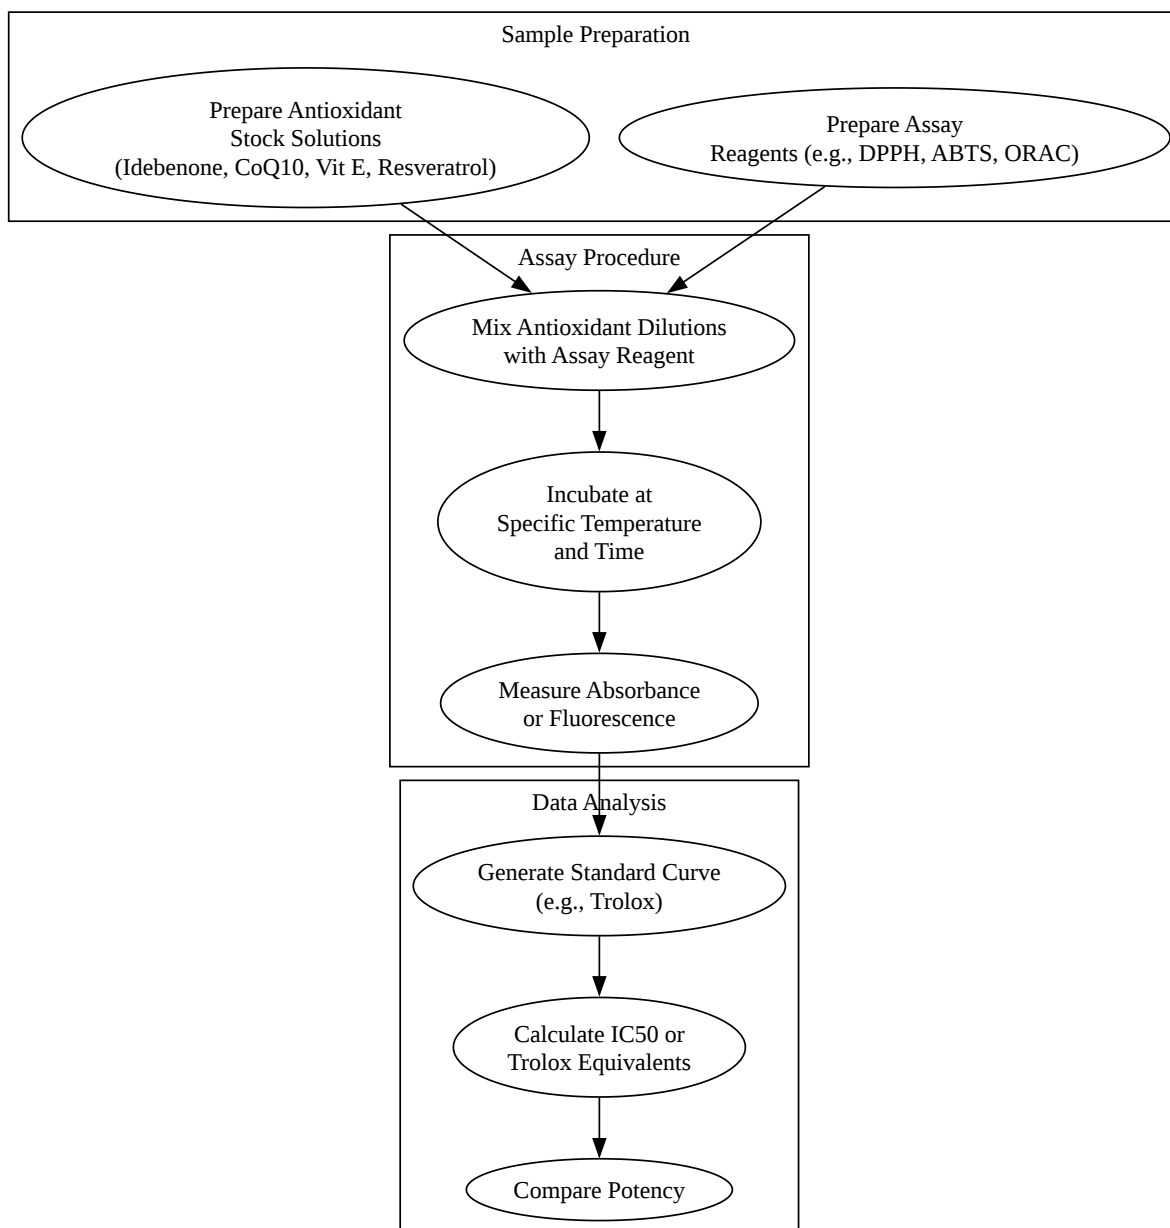 Sample Preparation
Prepare Antioxidant
Stock Solutions
(Idebenone, CoQ10, Vit E, Resveratrol)
Prepare Assay
Reagents (e.g., DPPH, ABTS, ORAC)
Assay Procedure
Mix Antioxidant Dilutions
with Assay Reagent
Incubate at
Specific Temperature
and Time
Measure Absorbance
or Fluorescence
Data Analysis
Generate Standard Curve
(e.g., Trolox)
Calculate IC50 or
Trolox Equivalents
Compare Potency